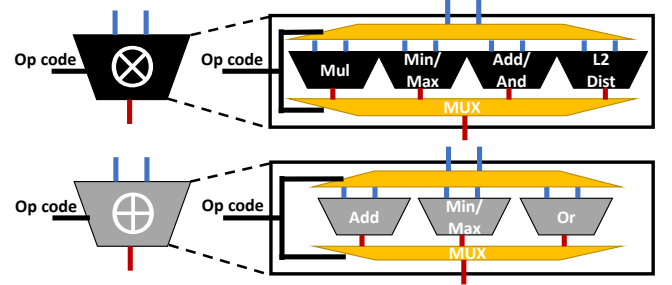 Op code
Op code
Mul
Min/
Max
Add/
And
L2
Dist
MUX
Op code
Op code
Add
Min/
Max
Or
MUX